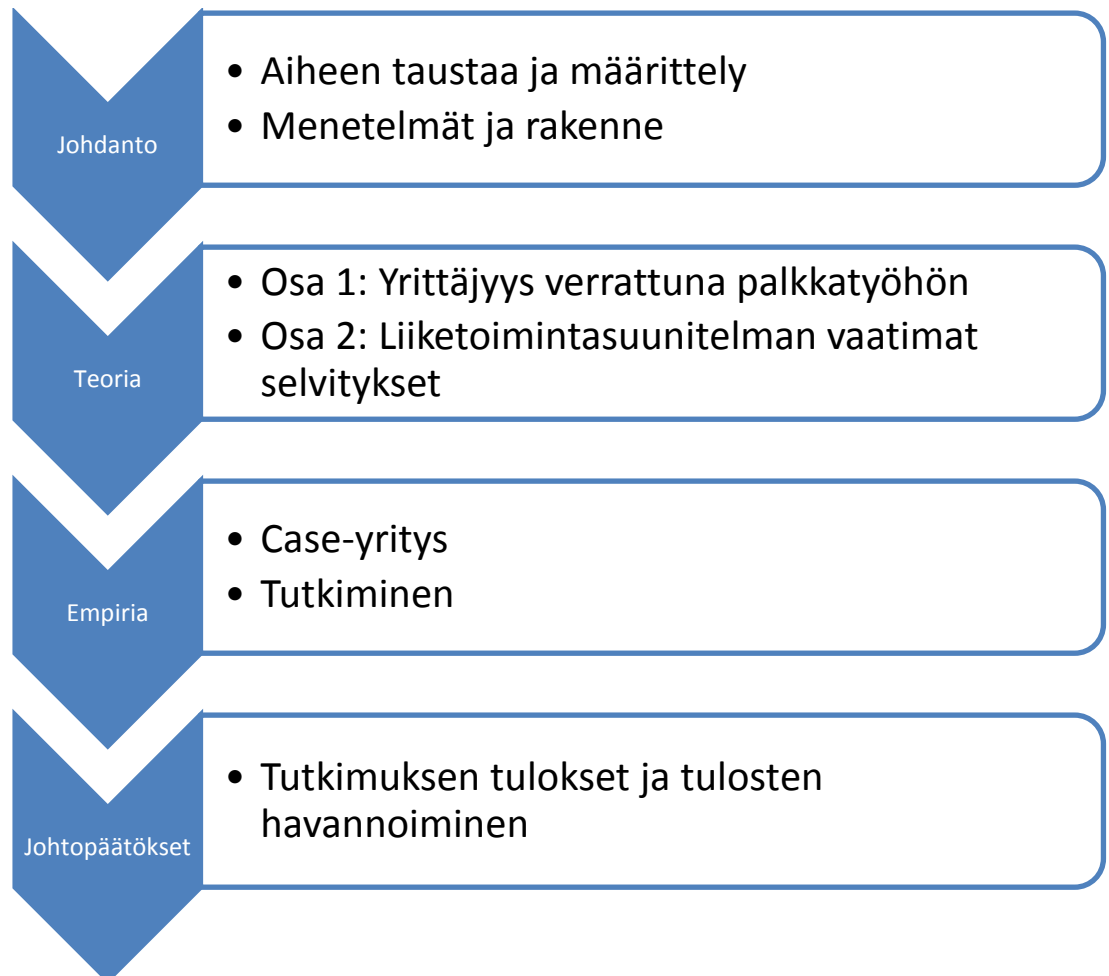 Johdanto
• Aiheen taustaa ja määrittely
• Menetelmät ja rakenne
Teoria
• Osa 1: Yrittäjyys verrattuna palkkatyöhön
• Osa 2: Liiketoimintasuunitelman vaatimat
selvitykset
Empiria
• Case-yritys
• Tutkiminen
Johtopäätökset
• Tutkimuksen tulokset ja tulosten
havannoiminen